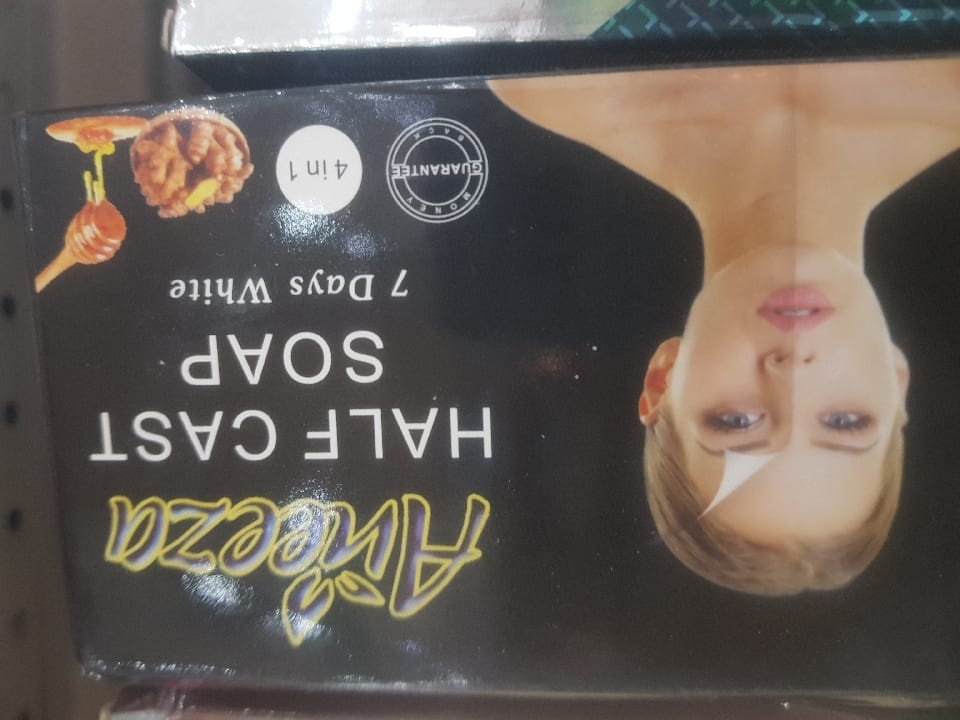 Aneeza
HALF CAST
SOAP
7 Days White
4 in 1
MONEY
GUARANTEE
BACK